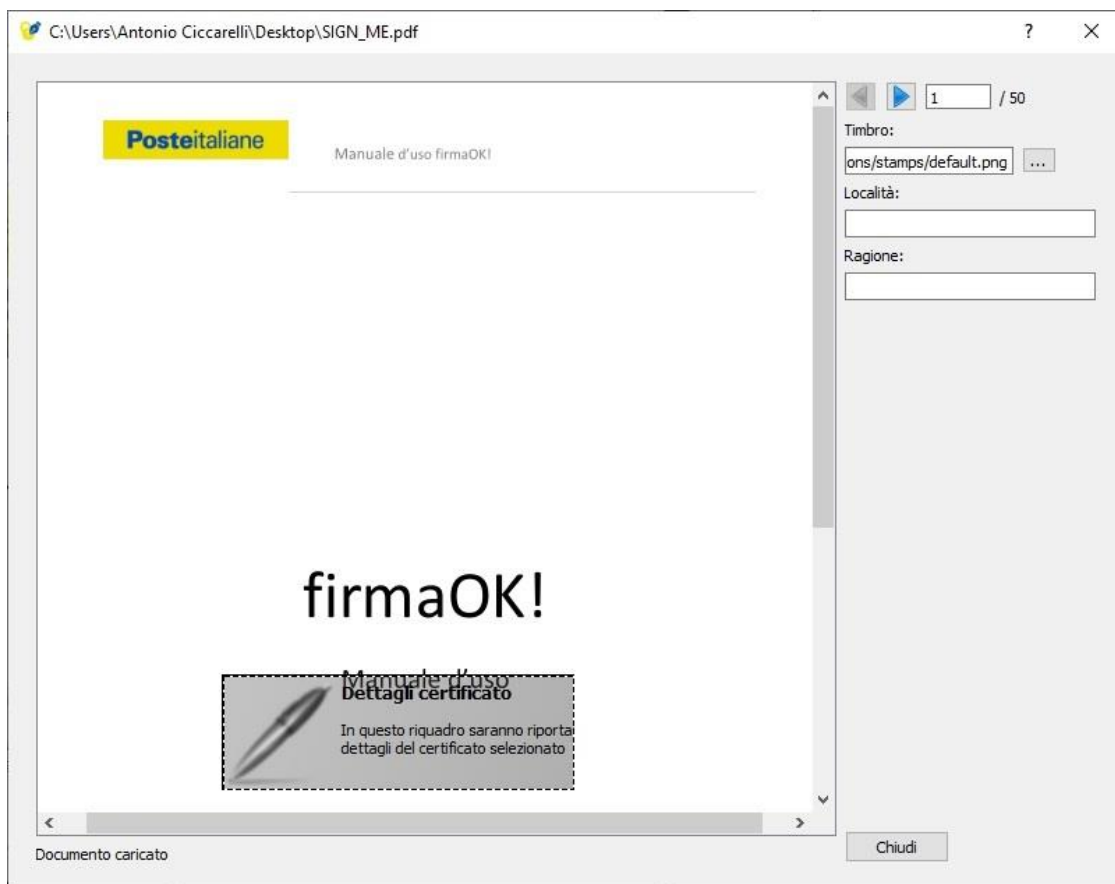 C:\Users\Antonio Ciccarelli\Desktop\SIGN_ME.pdf
?
Posteitaliane
Manuale d'uso firmaOK!
firmaOK!
Manuale d'uso
Dettagli certificato
In questo riquadro saranno riporta
dettagli del certificato selezionato
1 / 50
Timbro:
ons/stamps/default.png ...
Località:
Ragione:
Documento caricato
Chiudi